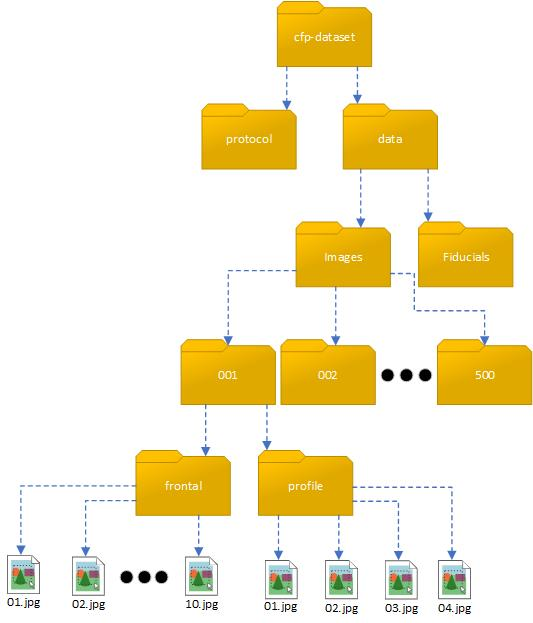 cfp-dataset
protocol
data
Images
Fiducials
001
002
500
frontal
profile
01.jpg
02.jpg
10.jpg
01.jpg
02.jpg
03.jpg
04.jpg